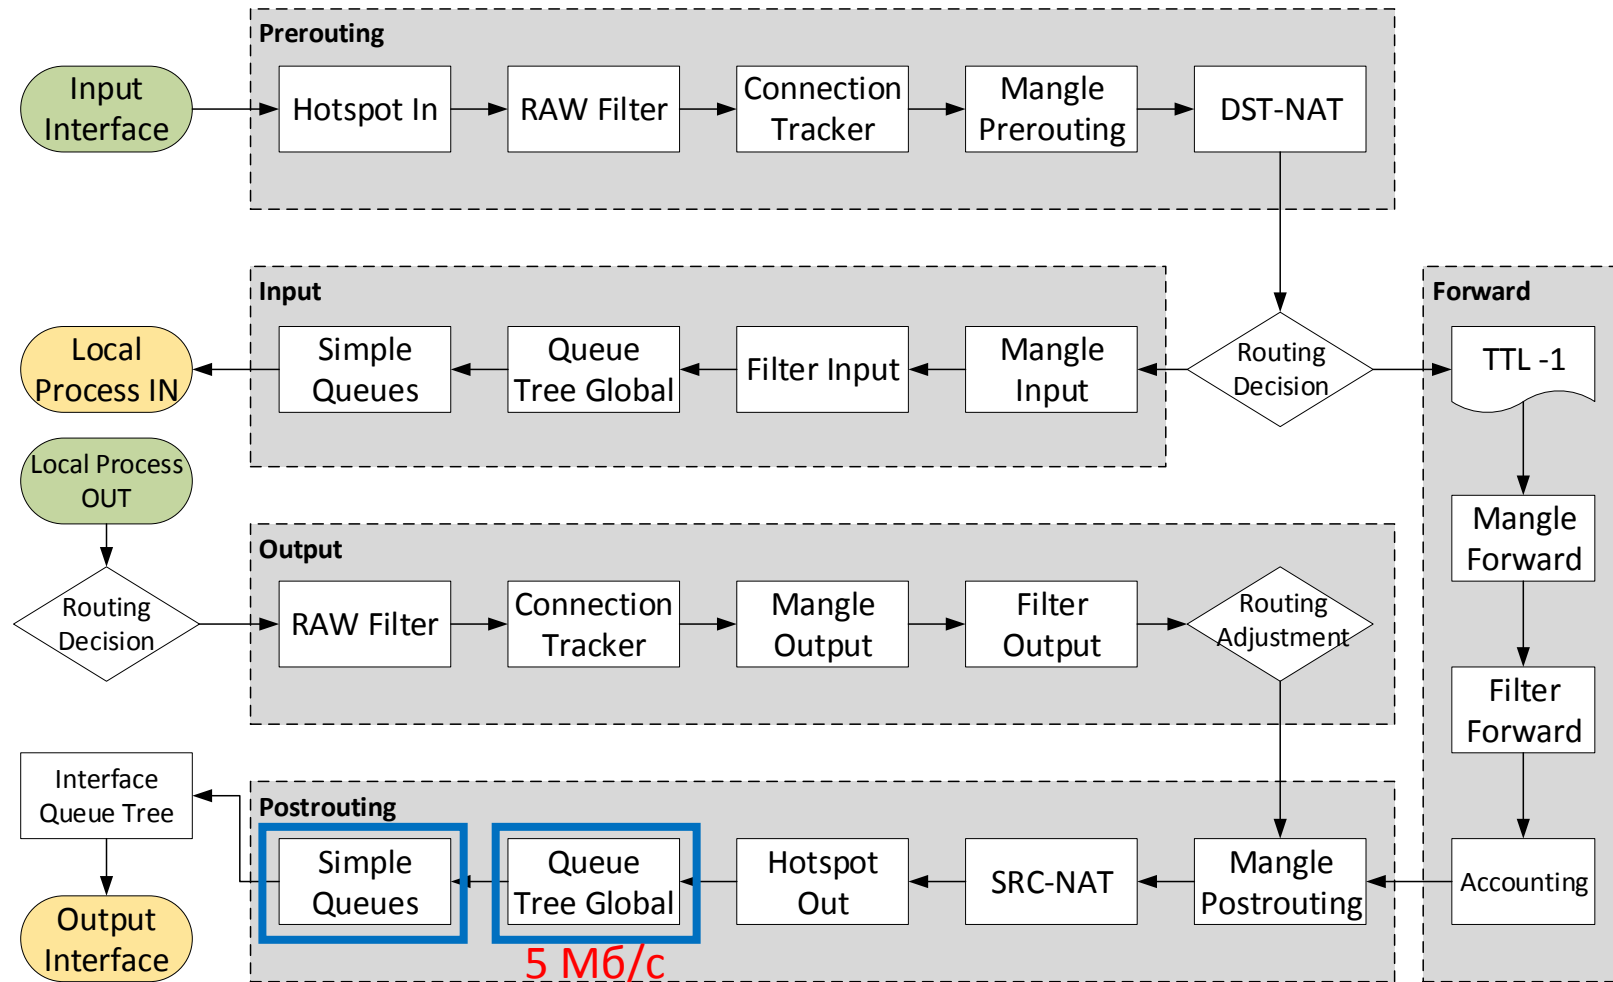 Prerouting
Input
Interface
Hotspot In
RAW Filter
Connection
Tracker
Mangle
Prerouting
DST-NAT
Input
Local
Process IN
Simple
Queues
Queue
Tree Global
Filter Input
Mangle
Input
Routing
Decision
Forward
TTL -1
Mangle
Forward
Filter
Forward
Accounting
Local Process
OUT
Routing
Decision
Output
RAW Filter
Connection
Tracker
Mangle
Output
Filter
Output
Routing
Adjustment
Postrouting
Interface
Queue Tree
Output
Interface
Simple
Queues
Queue
Tree Global
5 Мб/с
Hotspot
Out
SRC-NAT
Mangle
Postrouting